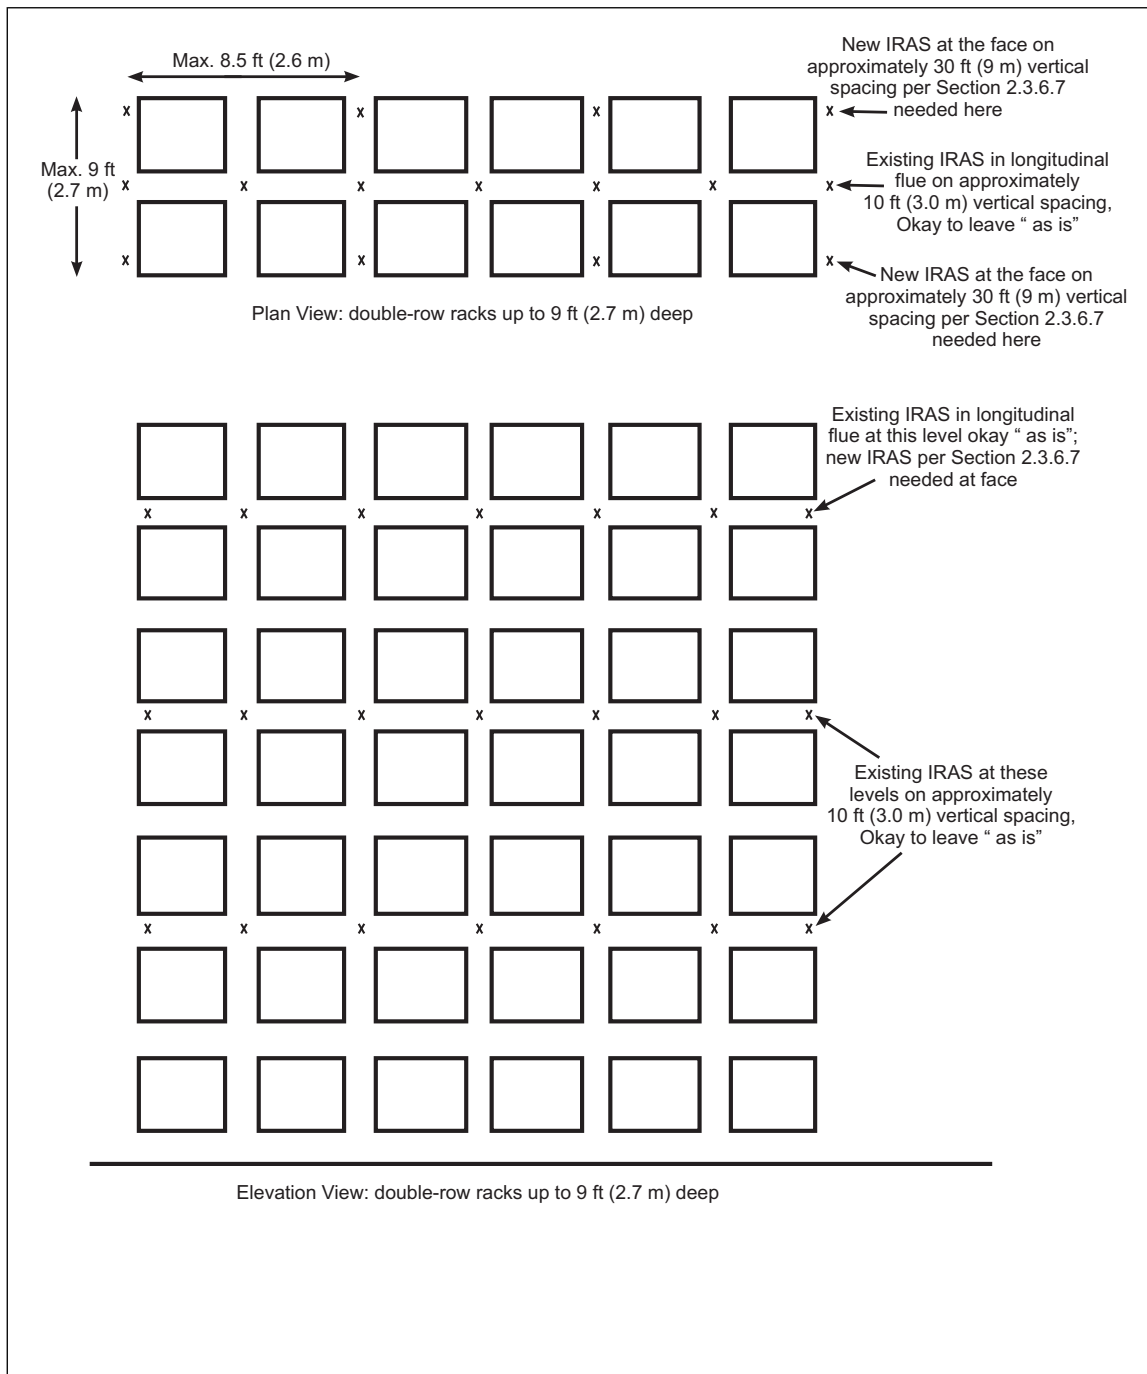 Max. 8.5 ft (2.6 m)
New IRAS at the face on
approximately 30 ft (9 m) vertical
spacing per Section 2.3.6.7
needed here
Max. 9 ft
(2.7 m)
Existing IRAS in longitudinal
flue on approximately
10 ft (3.0 m) vertical spacing,
Okay to leave “ as is”
New IRAS at the face on
approximately 30 ft (9 m) vertical
spacing per Section 2.3.6.7
needed here
Plan View: double-row racks up to 9 ft (2.7 m) deep
Existing IRAS in longitudinal
flue at this level okay “ as is”;
new IRAS per Section 2.3.6.7
needed at face
Existing IRAS at these
levels on approximately
10 ft (3.0 m) vertical spacing,
Okay to leave “ as is”
Elevation View: double-row racks up to 9 ft (2.7 m) deep